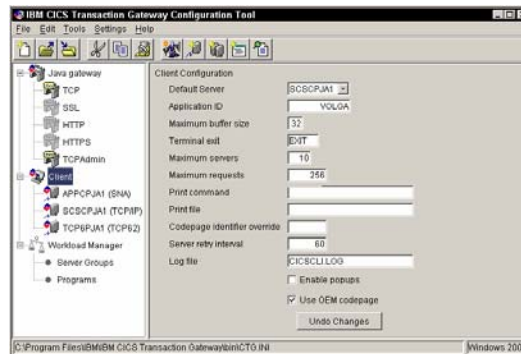 IBM CICS Transaction Gateway Configuration Tool
File Edit Tools Settings Help
Java gateway
TCP
SSL
HTTP
HTTPS
TCPAdmin
Client
APPCPJA1 (SNA)
SCSCPJA1 (TCP/IP)
TCP6PJA1 (TCP62)
Workload Manager
Server Groups
Programs
Client Configuration
Default Server SCSCPJA1
Application ID VOLGA
Maximum buffer size 32
Terminal exit EXIT
Maximum servers 10
Maximum requests 256
Print command
Print file
Codepage identifier override
Server retry interval 60
Log file CICSCLI.LOG
Enable popups
Use OEM codepage
Undo Changes
C:\Program Files\IBM\IBM CICS Transaction Gateway\bin\CTG.INI
Windows 200